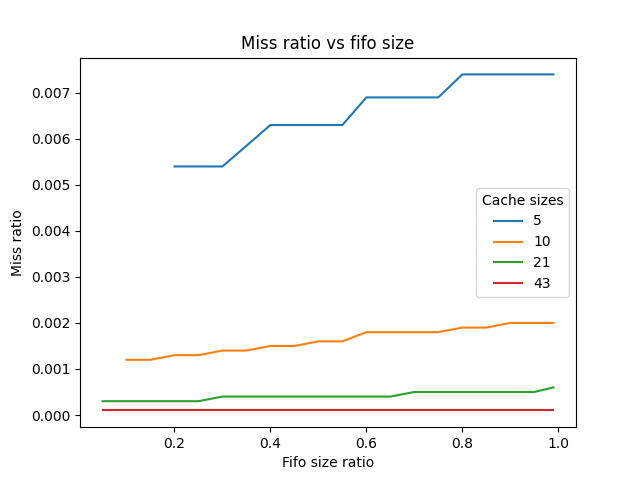 Miss ratio vs fifo size
0.007
0.006
0.005
0.004
0.003
0.002
0.001
0.000
Miss ratio
Cache sizes
5
10
21
43
0.2 0.4 0.6 0.8 1.0
Fifo size ratio